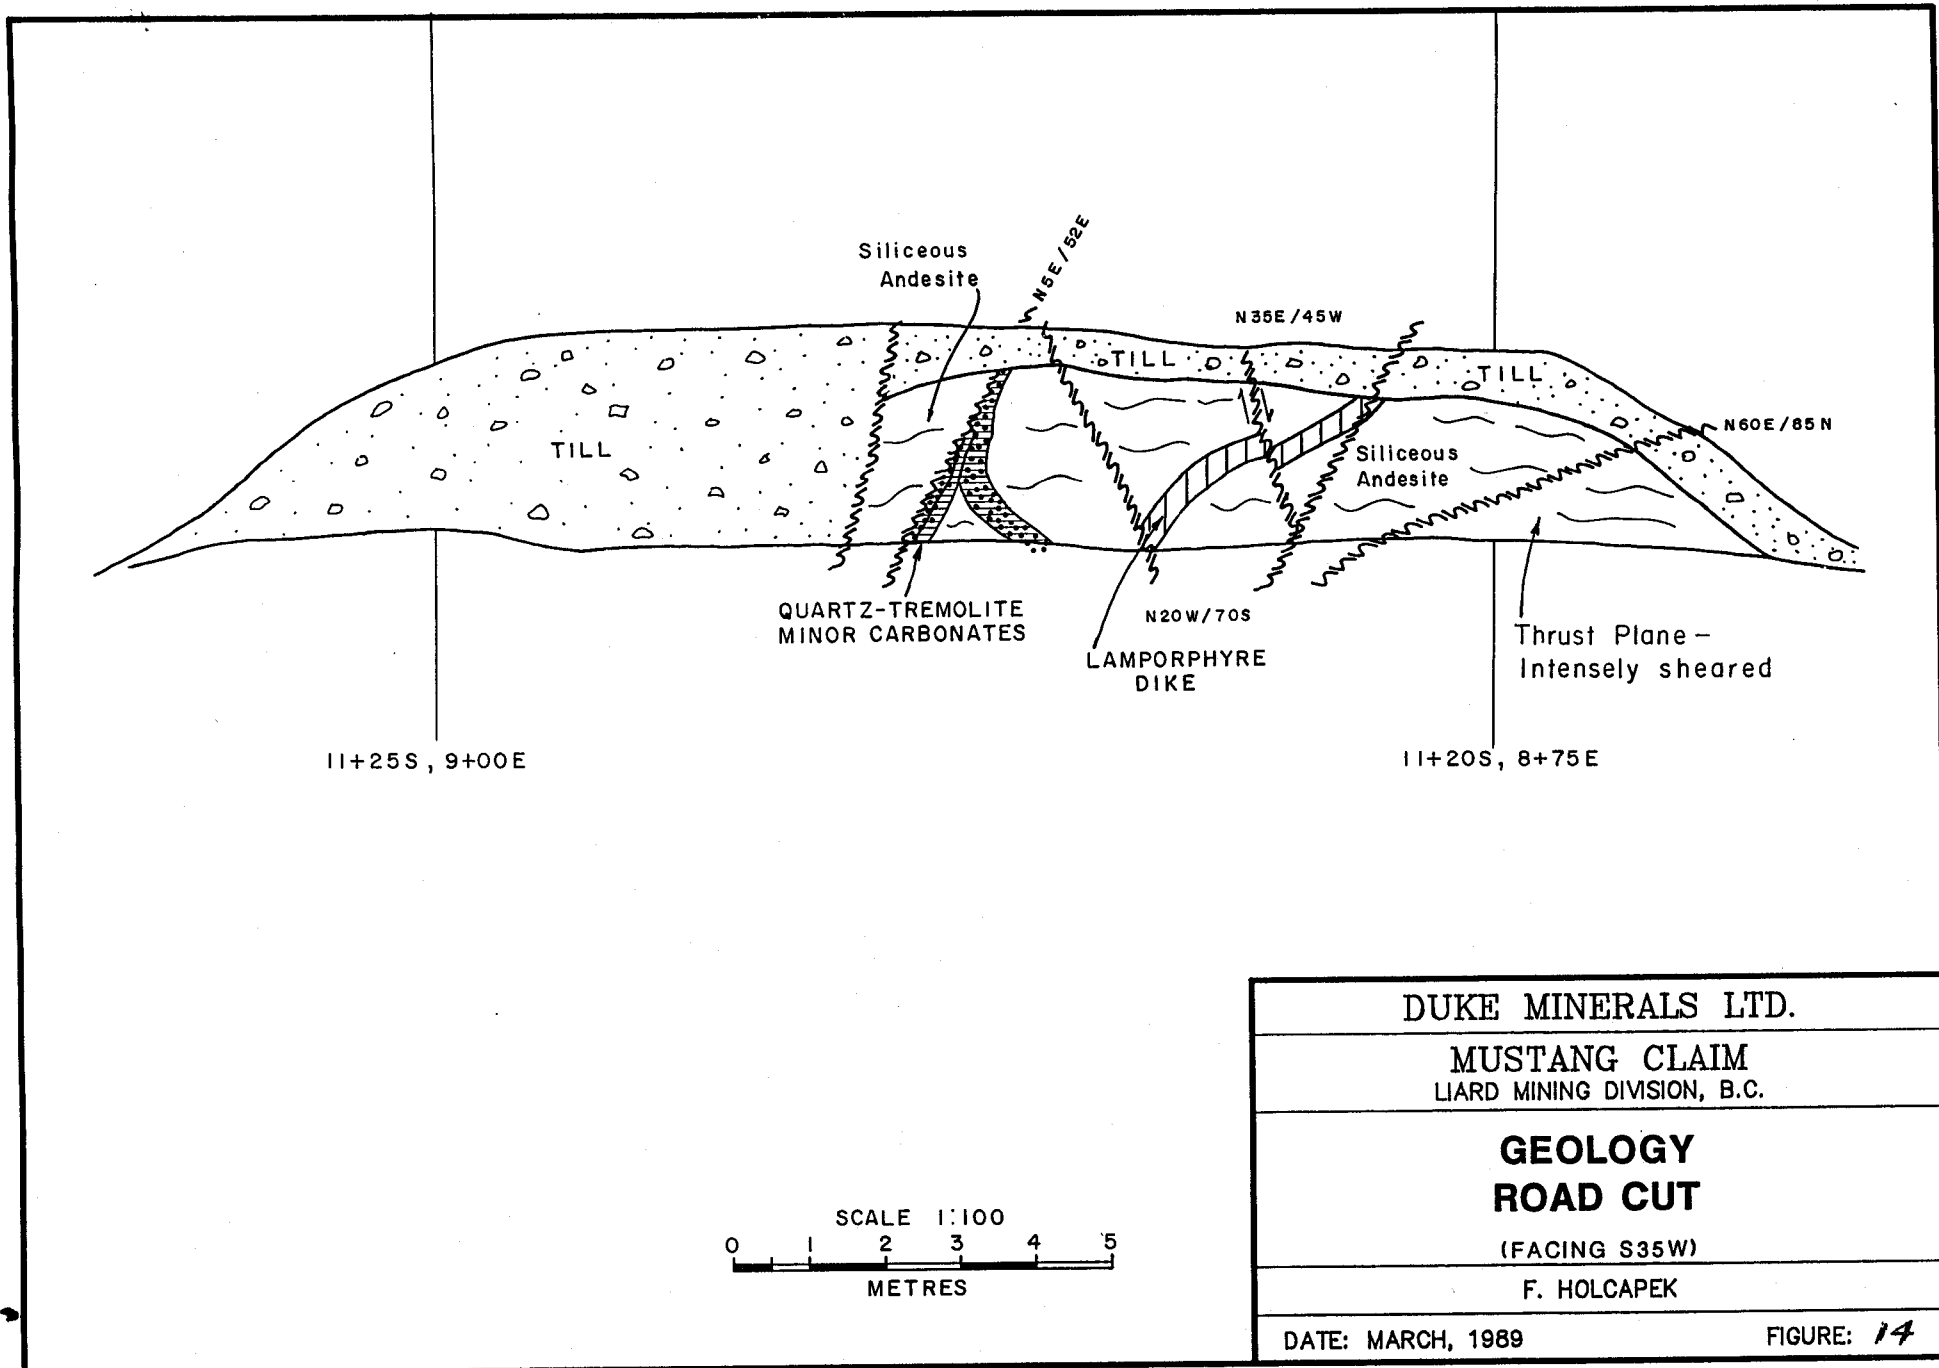 Siliceous
Andesite
N5E/52E
N35E/45W
TILL
TILL
TILL
N60E/85N
Siliceous
Andesite
QUARTZ-TREMOLITE
MINOR CARBONATES
N20W/70S
LAMPORPHYRE
DIKE
Thrust Plane –
Intensely sheared
11+25S, 9+00E
11+20S, 8+75E
SCALE 1:100
0 1 2 3 4 5
METRES
DUKE MINERALS LTD.
MUSTANG CLAIM
LIARD MINING DIVISION, B.C.
GEOLOGY
ROAD CUT
(FACING S35W)
F. HOLCAPEK
DATE: MARCH, 1989 FIGURE: 14